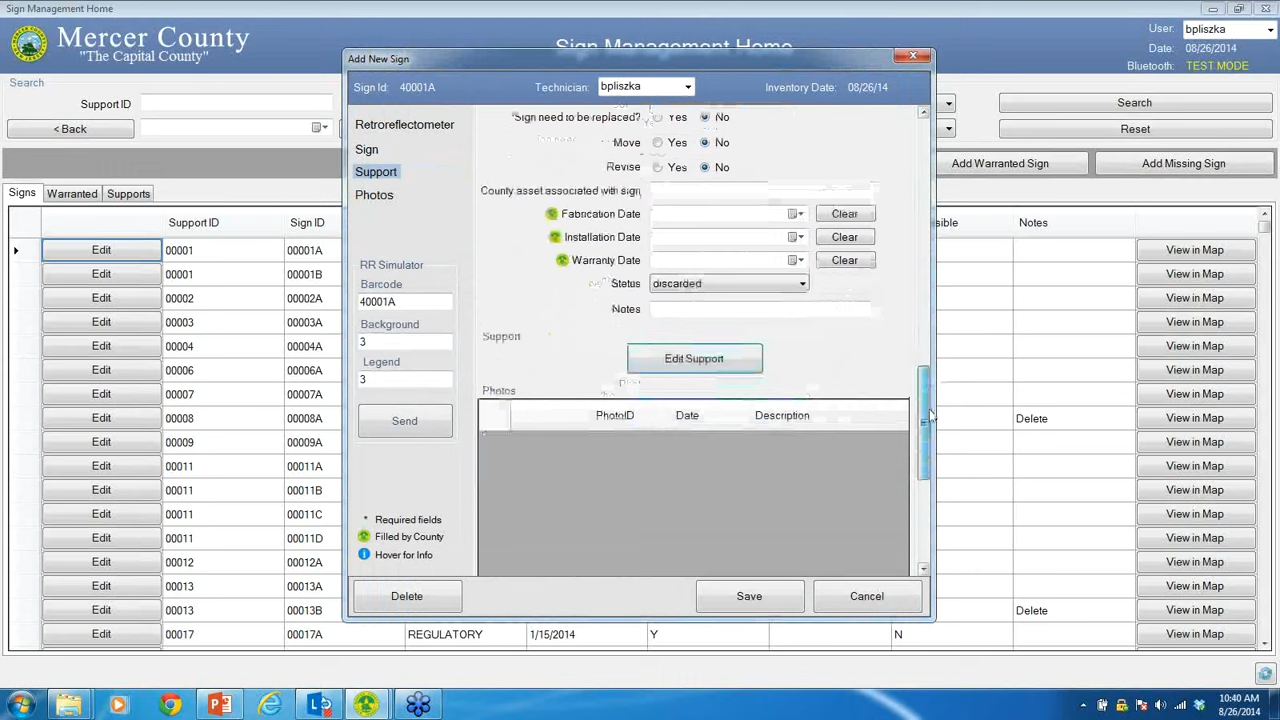 Sign Management Home
Mercer County
"The Capital County"
Sign Management Home
User: bpliszka
Date: 08/26/2014
Bluetooth: TEST MODE
Search
Support ID
< Back
Search
Reset
Add Warranted Sign
Add Missing Sign
Signs Warranted Supports
Support ID Sign ID Notes
Edit 00001 00001A View in Map
Edit 00001 00001B View in Map
Edit 00002 00002A View in Map
Edit 00003 00003A View in Map
Edit 00004 00004A View in Map
Edit 00006 00006A View in Map
Edit 00007 00007A View in Map
Edit 00008 00008A Delete View in Map
Edit 00009 00009A View in Map
Edit 00011 00011A View in Map
Edit 00011 00011B View in Map
Edit 00011 00011C View in Map
Edit 00011 00011D View in Map
Edit 00012 00012A View in Map
Edit 00013 00013A View in Map
Edit 00013 00013B Delete View in Map
Edit 00017 00017A REGULATORY 1/15/2014 Y N View in Map
Add New Sign
Sign Id: 40001A Technician: bpliszka Inventory Date: 08/26/14
Retroreflectometer
Sign
Support
Photos
RR Simulator
Barcode
40001A
Background
3
Legend
3
Send
* Required fields
Filled by County
i Hover for Info
Sign need to be replaced? Yes No
Move Yes No
Revise Yes No
County asset associated with sign
Fabrication Date Clear
Installation Date Clear
Warranty Date Clear
Status discarded
Notes
Support
Edit Support
Photos
PhotoID Date Description
Delete Save Cancel
10:40 AM
8/26/2014